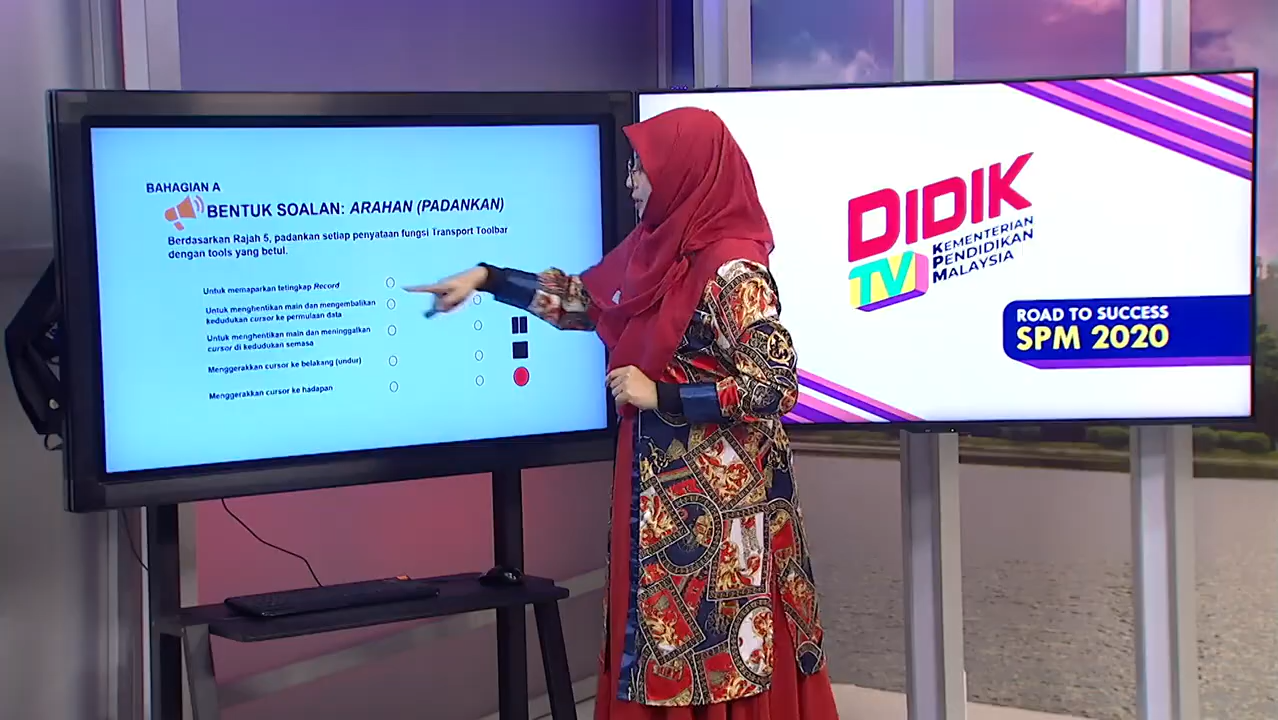 BAHAGIAN A
BENTUK SOALAN: ARAHAN (PADANKAN)
Berdasarkan Rajah 5, padankan setiap penyataan fungsi Transport Toolbar
dengan tools yang betul.
Untuk memaparkan tetingkap Record
Untuk menghentikan main dan mengembalikan
kedudukan cursor ke permulaan data
Untuk menghentikan main dan meninggalkan
cursor di kedudukan semasa
Menggerakkan cursor ke belakang (undur)
Menggerakkan cursor ke hadapan
DIDIK
TV
KEMENTERIAN
PENDIDIKAN
MALAYSIA
ROAD TO SUCCESS
SPM 2020